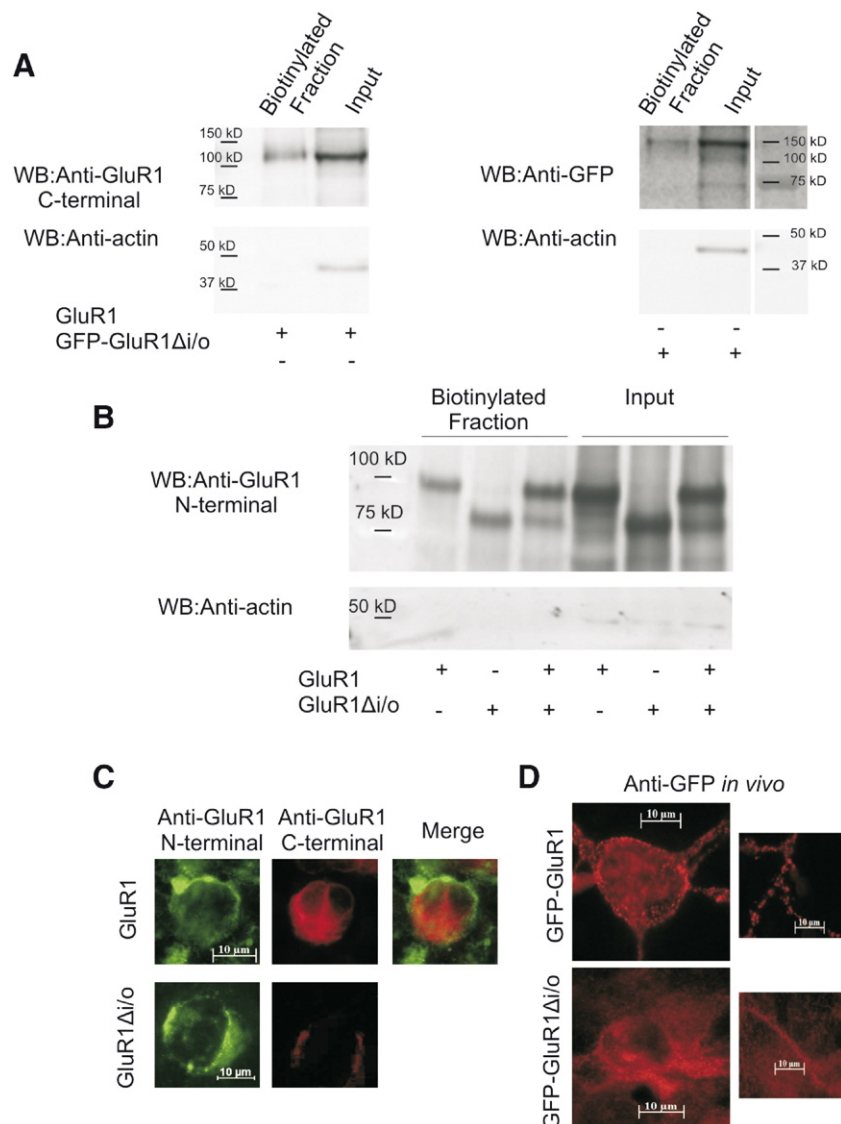 A
Biotinylated Fraction
Input
150 kD
100 kD
75 kD
WB:Anti-GluR1
C-terminal
WB:Anti-actin
50 kD
37 kD
GluR1 + +
GFP-GluR1Δi/o - -
Biotinylated Fraction
Input
WB:Anti-GFP
150 kD
100 kD
75 kD
WB:Anti-actin
50 kD
37 kD
- -
+ +
B
Biotinylated Input
Fraction
WB:Anti-GluR1
N-terminal
100 kD
75 kD
WB:Anti-actin
50 kD
GluR1 + - + + - +
GluR1Δi/o - + + - + +
C
Anti-GluR1 Anti-GluR1 Merge
N-terminal C-terminal
GluR1
10 µm
GluR1Δi/o
10 µm
D
Anti-GFP in vivo
GFP-GluR1
10 µm
10 µm
GFP-GluR1Δi/o
10 µm
10 µm